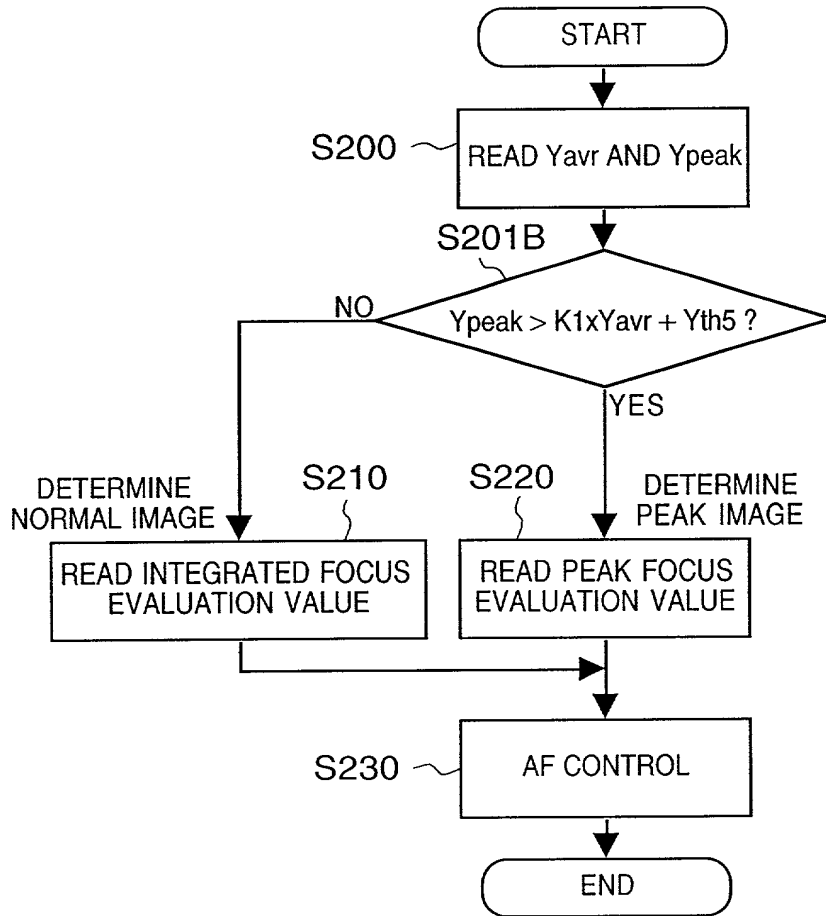 START
S200
READ Yavr AND Ypeak
S201B
NO
Ypeak > K1xYavr + Yth5 ?
YES
DETERMINE
NORMAL IMAGE
S210
S220
DETERMINE
PEAK IMAGE
READ INTEGRATED FOCUS
EVALUATION VALUE
READ PEAK FOCUS
EVALUATION VALUE
S230
AF CONTROL
END